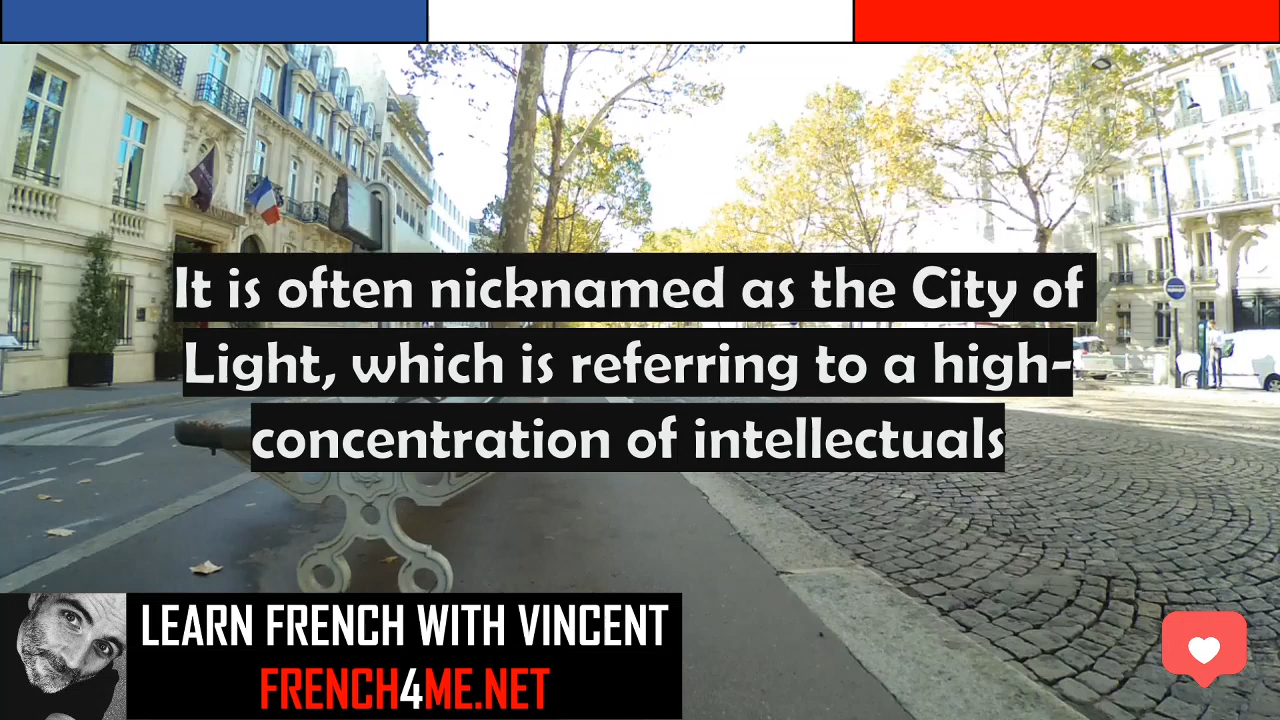 It is often nicknamed as the City of
Light, which is referring to a high-
concentration of intellectuals
LEARN FRENCH WITH VINCENT
FRENCH4ME.NET